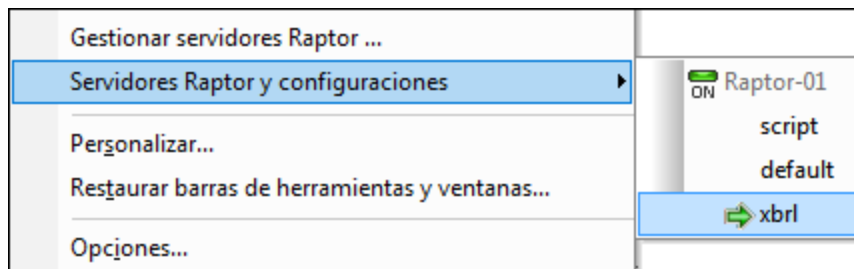 Gestionar servidores Raptor ...
Servidores Raptor y configuraciones
Personalizar...
Restaurar barras de herramientas y ventanas...
Opciones...
ON Raptor-01
script
default
xbrl